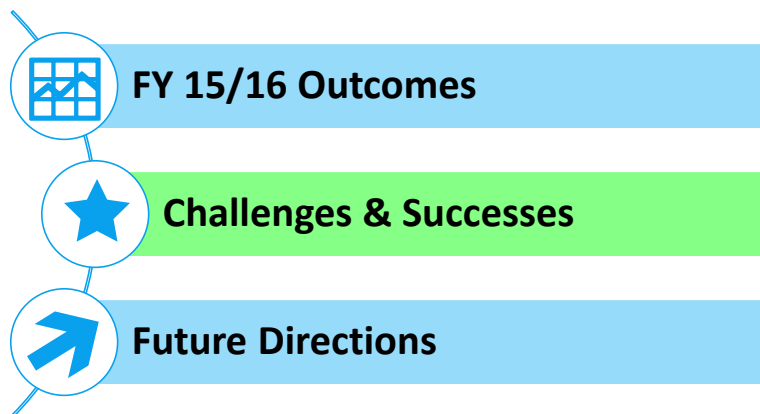 FY 15/16 Outcomes
Challenges & Successes
Future Directions